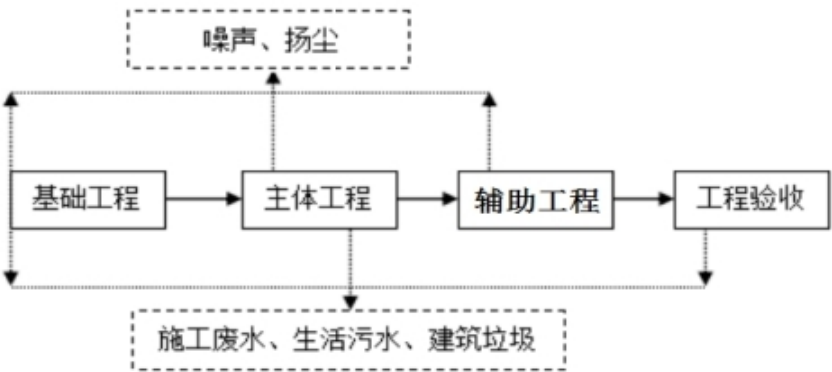 噪声、扬尘
基础工程
主体工程
辅助工程
工程验收
施工废水、生活污水、建筑垃圾